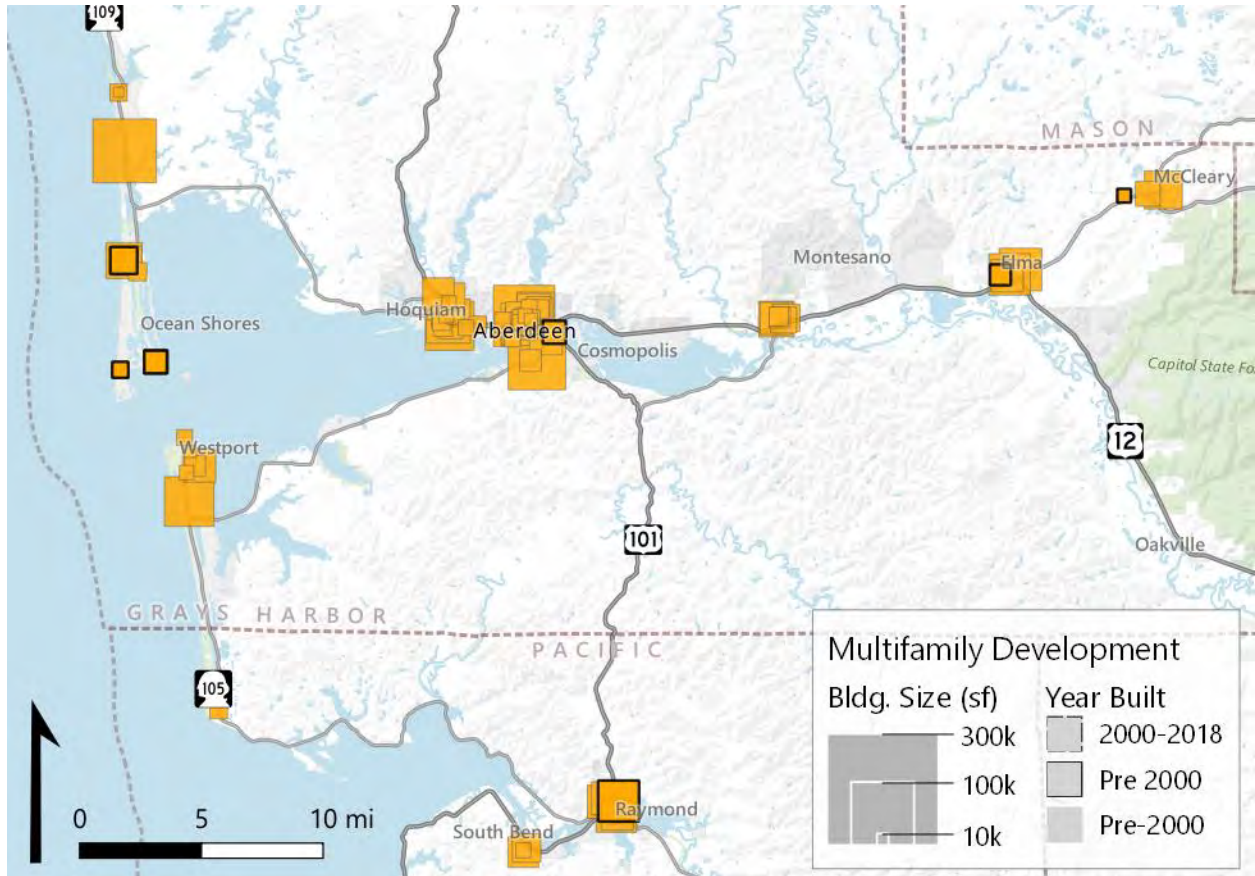 109
MASON
McCleary
Montesano
Elma
Hoquiam
Ocean Shores
Aberdeen
Cosmopolis
Capitol State Fo
Westport
12
101
Oakville
GRAYS HARBOR
PACIFIC
105
Raymond
South Bend
0 5 10 mi
Multifamily Development
Bldg. Size (sf)
300k
100k
10k
Year Built
2000-2018
Pre 2000
Pre-2000